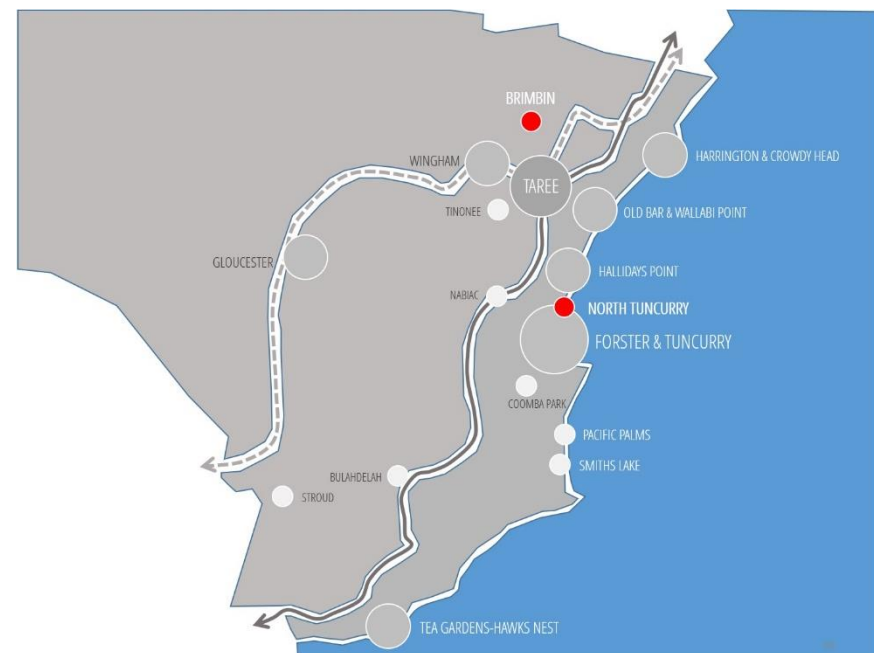 BRIMBIN
WINGHAM
HARRINGTON & CROWDY HEAD
TAREE
TINONEE
OLD BAR & WALLABI POINT
GLOUCESTER
HALLIDAYS POINT
NABIAC
NORTH TUNCURRY
FORSTER & TUNCURRY
COOMBA PARK
PACIFIC PALMS
SMITHS LAKE
BULAHDELAH
STROUD
TEA GARDENS-HAWKS NEST